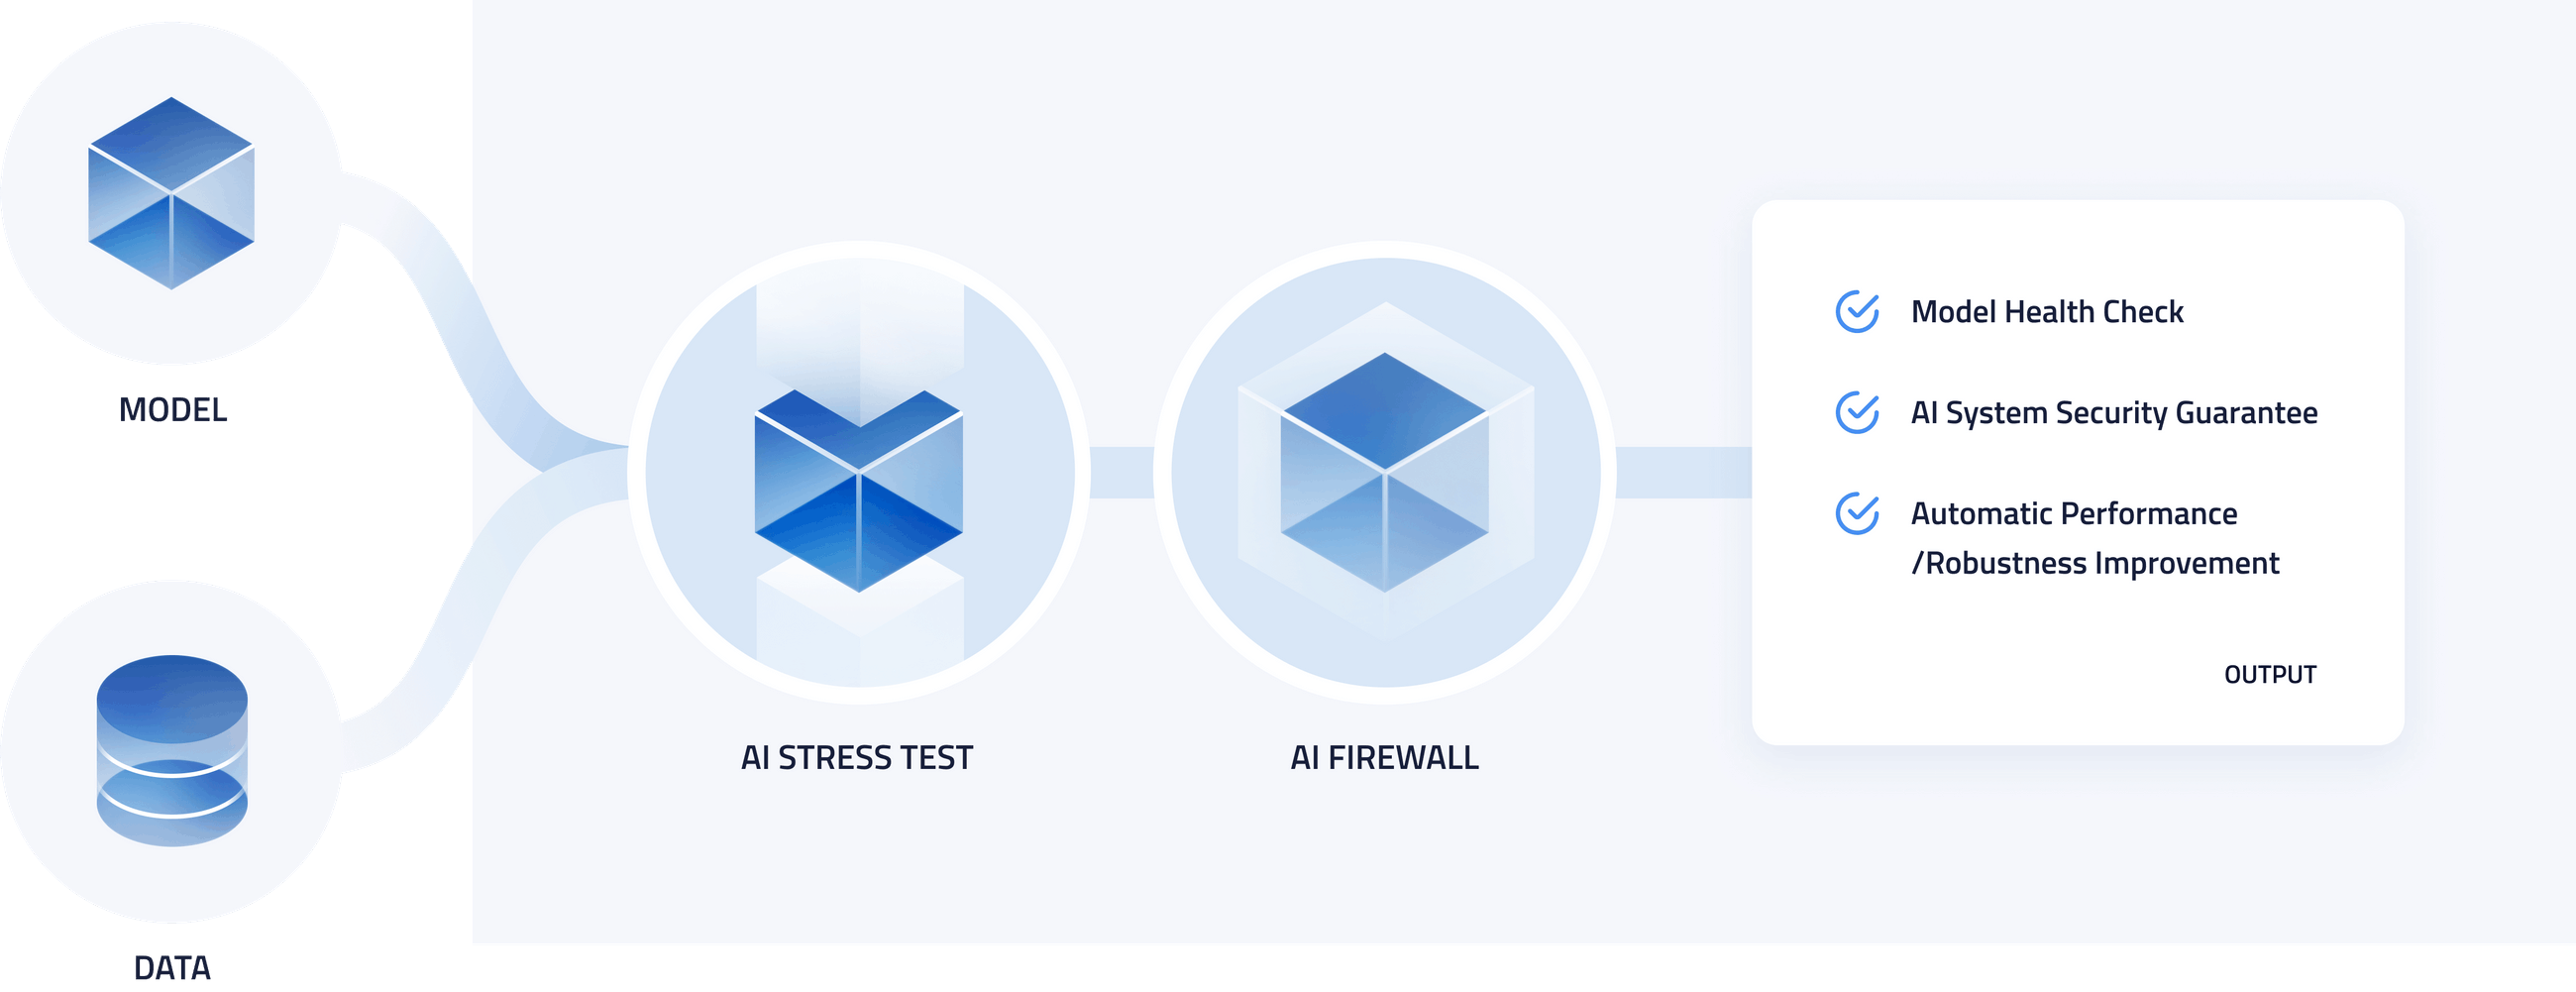 MODEL
DATA
AI STRESS TEST
AI FIREWALL
Model Health Check
AI System Security Guarantee
Automatic Performance
/Robustness Improvement
OUTPUT